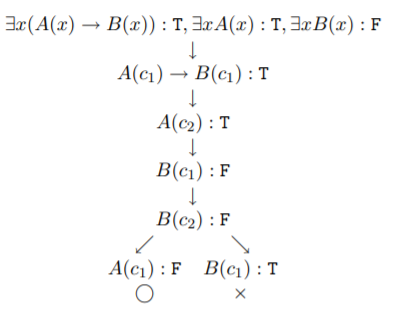 ∃x(A(x) → B(x)) : T, ∃xA(x) : T, ∃xB(x) : F
A(c₁) → B(c₁) : T
A(c₂) : T
B(c₁) : F
B(c₂) : F
A(c₁) : F B(c₁) : T
○ ×